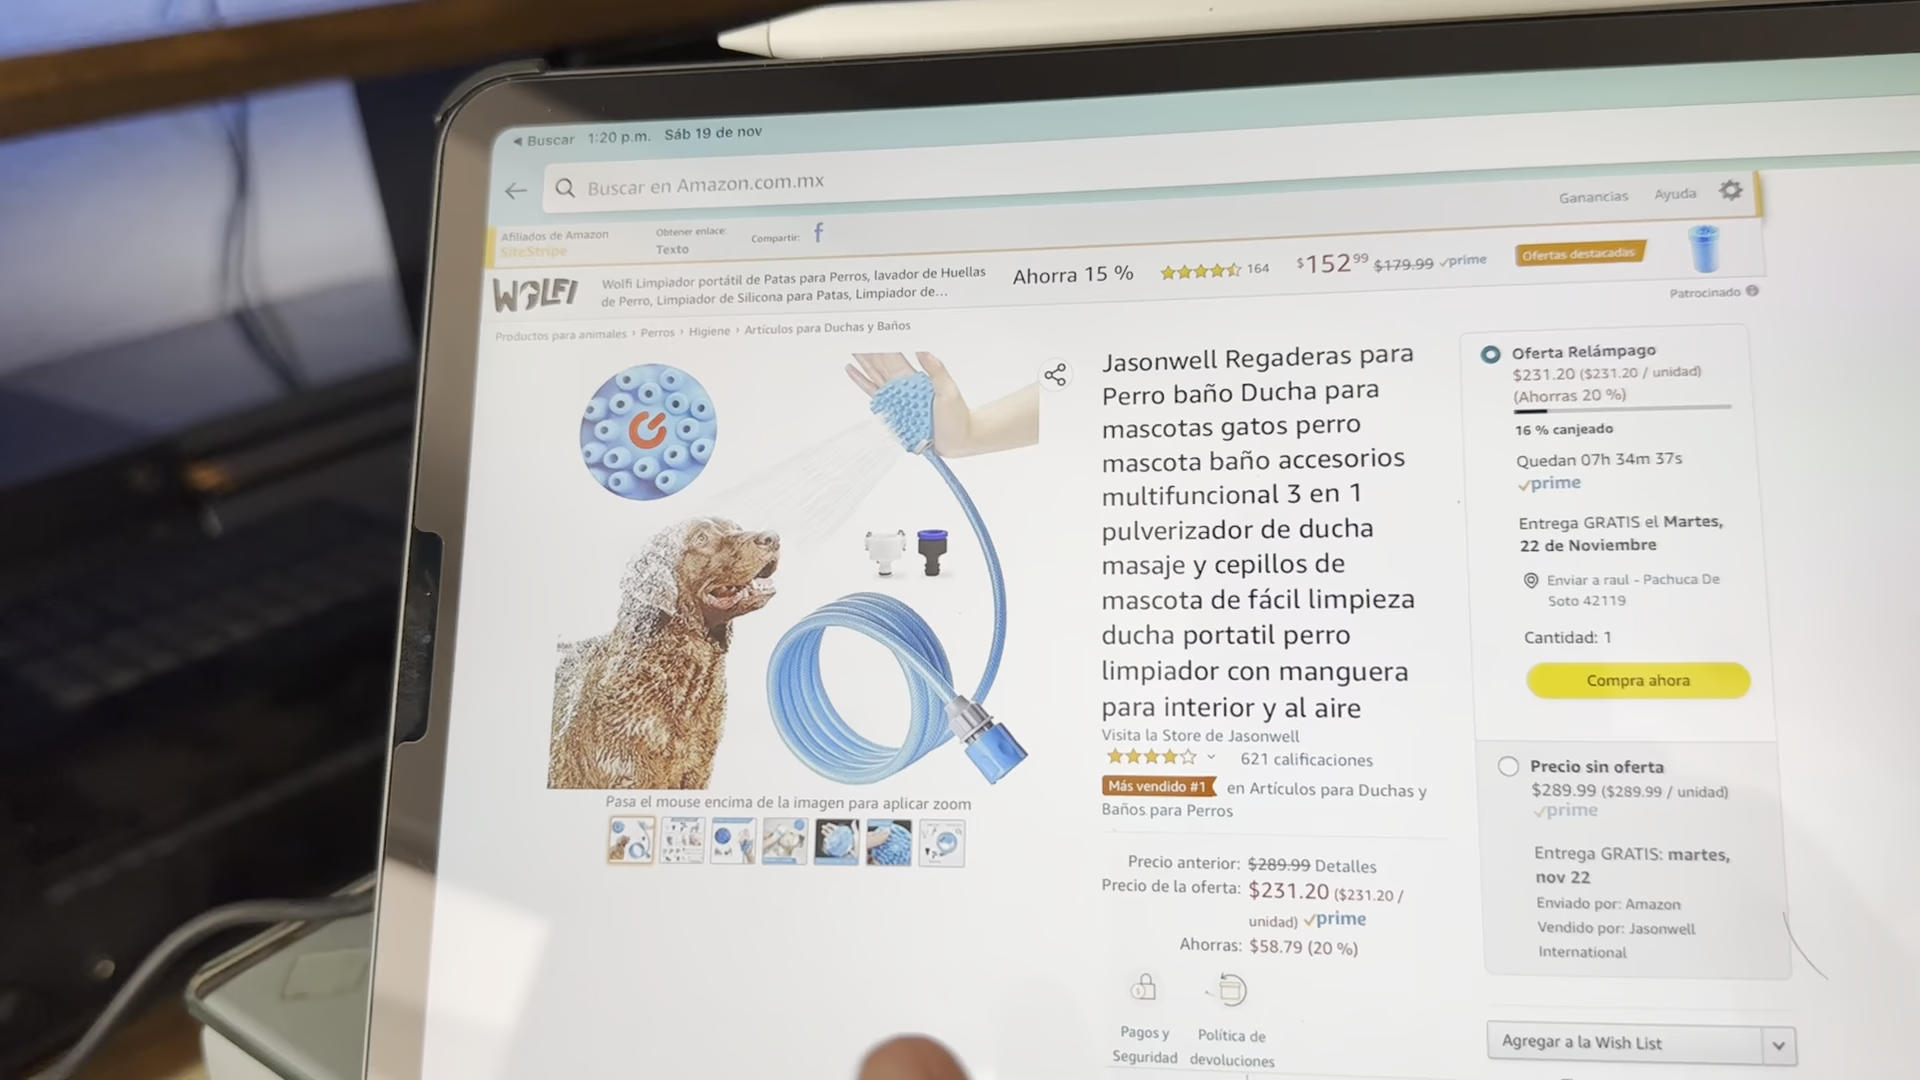 Buscar 1:20 p.m. Sáb 19 de nov
Buscar en Amazon.com.mx
Ganancias Ayuda
Afiliados de Amazon
SiteStripe
Obtener enlace:
Texto
Compartir: f
WOLFI
Wolfi Limpiador portátil de Patas para Perros, lavador de Huellas
de Perro, Limpiador de Silicona para Patas, Limpiador de...
Ahorra 15 %
164
$152⁹⁹ $179.99 prime
Ofertas destacadas
Patrocinado
Productos para animales › Perros › Higiene › Artículos para Duchas y Baños
Jasonwell Regaderas para
Perro baño Ducha para
mascotas gatos perro
mascota baño accesorios
multifuncional 3 en 1
pulverizador de ducha
masaje y cepillos de
mascota de fácil limpieza
ducha portatil perro
limpiador con manguera
para interior y al aire
Visita la Store de Jasonwell
621 calificaciones
Más vendido #1 en Artículos para Duchas y
Baños para Perros
Precio anterior: $289.99 Detalles
Precio de la oferta: $231.20 ($231.20 /
unidad) prime
Ahorras: $58.79 (20 %)
Pagos y
Seguridad
Política de
devoluciones
Pasa el mouse encima de la imagen para aplicar zoom
Oferta Relámpago
$231.20 ($231.20 / unidad)
(Ahorras 20 %)
16 % canjeado
Quedan 07h 34m 37s
prime
Entrega GRATIS el Martes,
22 de Noviembre
Enviar a raul - Pachuca De
Soto 42119
Cantidad: 1
Compra ahora
Precio sin oferta
$289.99 ($289.99 / unidad)
prime
Entrega GRATIS: martes,
nov 22
Enviado por: Amazon
Vendido por: Jasonwell
International
Agregar a la Wish List